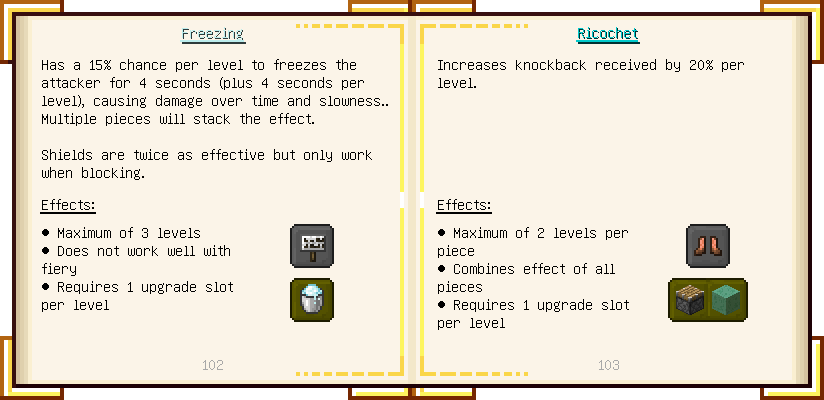 Freezing
Has a 15% chance per level to freezes the
attacker for 4 seconds (plus 4 seconds per
level), causing damage over time and slowness..
Multiple pieces will stack the effect.
Shields are twice as effective but only work
when blocking.
Effects:
● Maximum of 3 levels
● Does not work well with
fiery
● Requires 1 upgrade slot
per level
102
Ricochet
Increases knockback received by 20% per
level.
Effects:
● Maximum of 2 levels per
piece
● Combines effect of all
pieces
● Requires 1 upgrade slot
per level
103